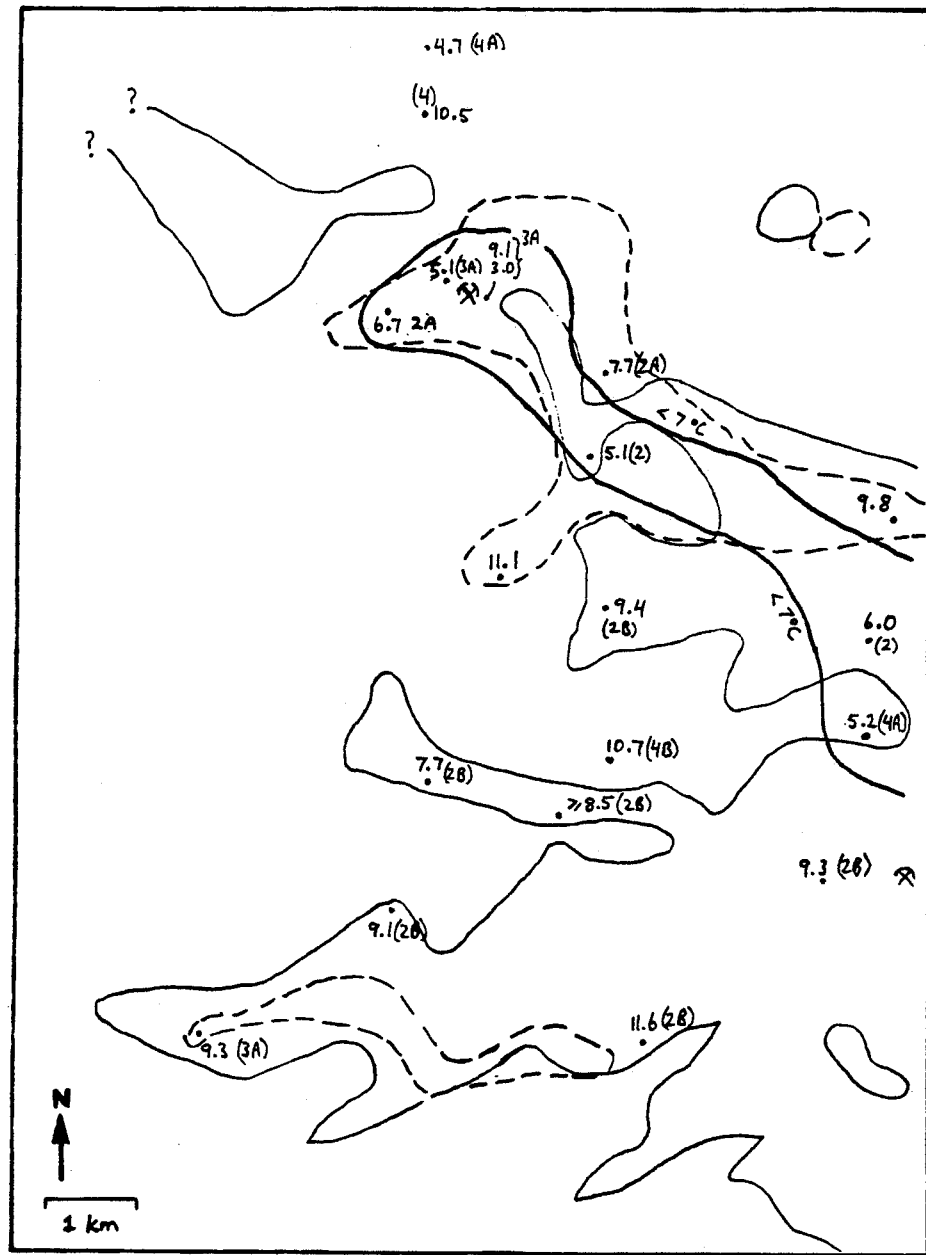 4.7 (4A)
(4)
10.5
?
?
9.1 } 3A
5.1 (3A) 3.0 }
6.7 2A
7.7 (2A)
<7°C
5.1 (2)
9.8
11.1
9.4
(2B)
<7°C
6.0
(2)
5.2 (4A)
10.7 (4B)
7.7 (2B)
≥8.5 (2B)
9.3 (2B)
9.1 (2B)
11.6 (2B)
9.3 (3A)
N
1 km